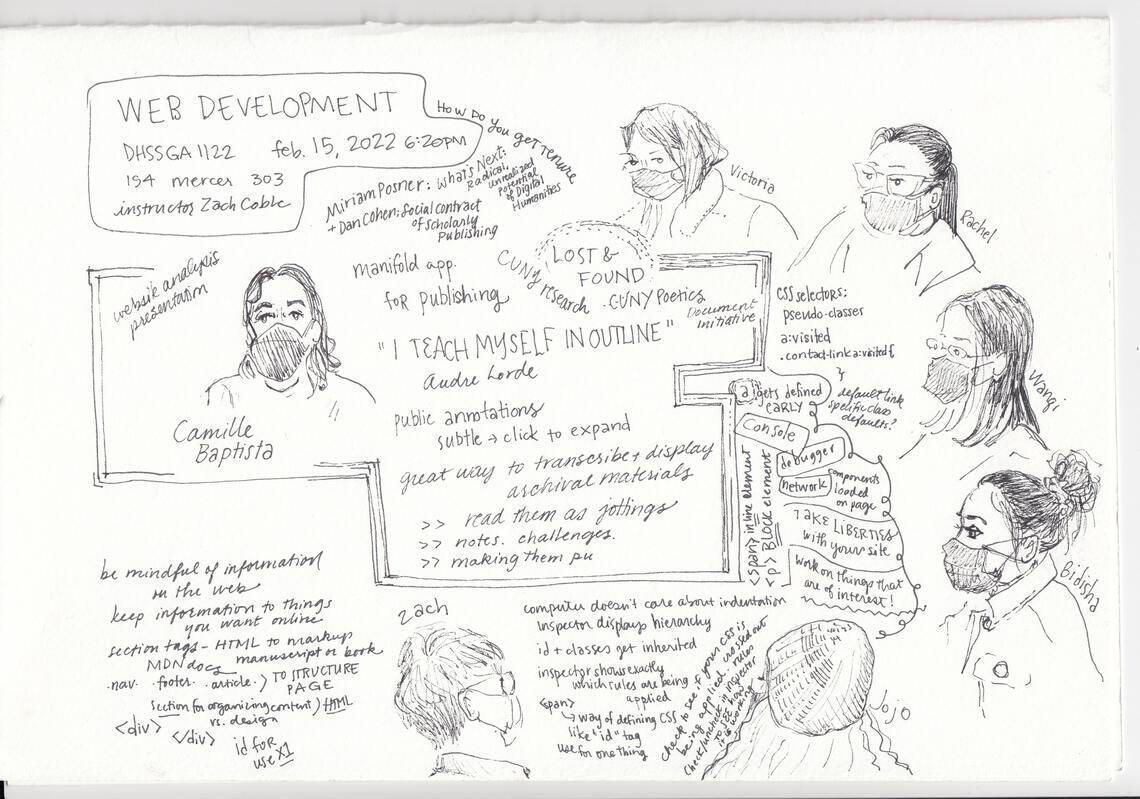 WEB DEVELOPMENT
DHSSGA 1122 feb. 15, 2022 6:20PM
194 mercer 303
instructor Zach Coble
HOW DO YOU get TENURE
Miriam Posner: What's Next:
Radical,
unrealized
Potential
of Digital
Humanities
+ Dan Cohen: Social contract
of Scholarly
Publishing
Victoria
Rachel
website analysis
presentation
Camille
Baptista
manifold app.
for publishing
CUNY research
LOST &
FOUND
. CUNY Poetics
Document
Initiative
"I TEACH MYSELF IN OUTLINE"
Audre Lorde
public annotations
subtle → click to expand
great way to transcribe + display
archival materials
>> read them as jottings
>> notes. challenges.
>> making them pu
CSS selectors:
pseudo-classes
a:visited
.contact-link a:visited {
}
default link
specific class
defaults?
Wangi
a gets defined
EARLY
console
debugger
network
components
loaded
on page
<span> inline element
<p> BLOCK element
TAKE LIBERTIES
with your site
work on things that
are of interest!
Bidisha
be mindful of information
on the web
keep information to things
you want online
section tags - HTML to markup
manuscript or book
MDN docs
.nav. .footer. .article. } TO STRUCTURE
PAGE
section for organizing content } HTML
vs. design
<div> </div> id for
use x1
zach
computer doesn't care about indentation
inspector displays hierarchy
id + classes get inherited
inspector shows exactly
which rules are being
applied
<span>
↳ way of defining CSS
like "id" tag
use for one thing
check to see if your CSS is
being applied. crossed out
rules
check/uncheck in inspector
to see how
it is working
JoJo